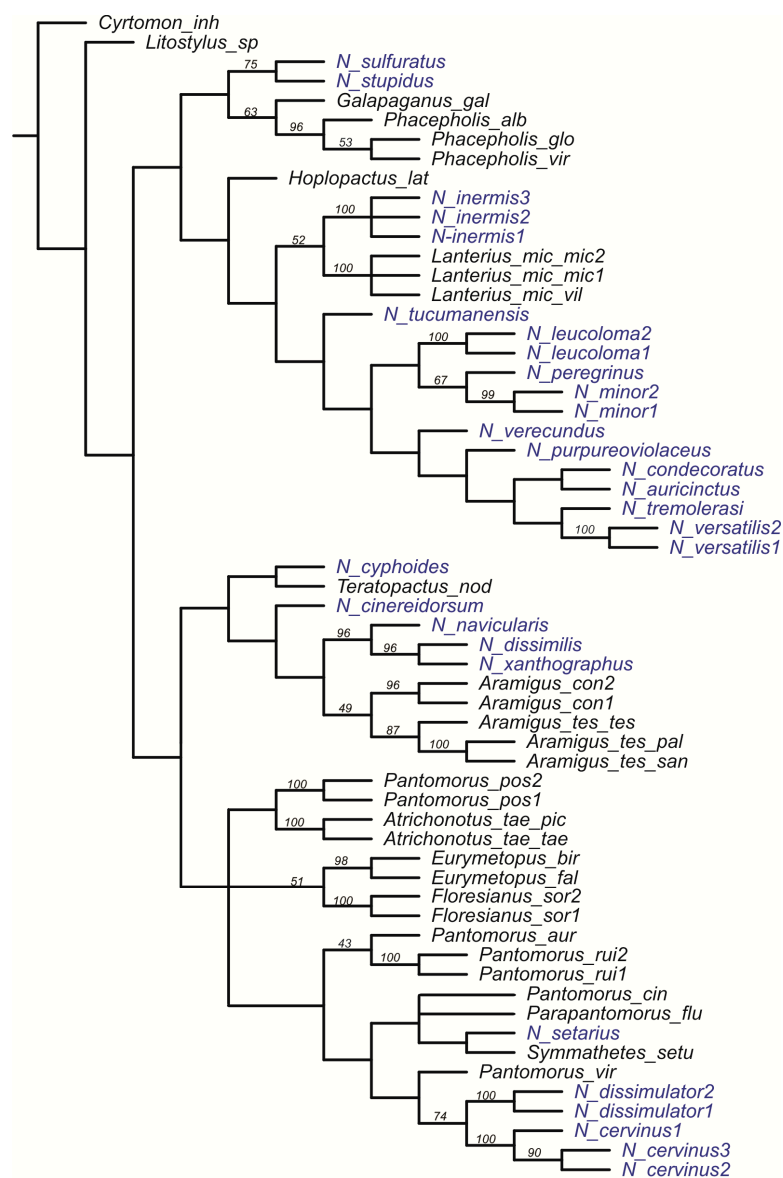 Cyrtomon_inh
Litostylus_sp
75 N_sulfuratus
N_stupidus
63 Galapaganus_gal
96 Phacepholis_alb
53 Phacepholis_glo
Phacepholis_vir
Hoplopactus_lat
N_inermis3
100 N_inermis2
52 N-inermis1
Lanterius_mic_mic2
100 Lanterius_mic_mic1
Lanterius_mic_vil
N_tucumanensis
100 N_leucoloma2
N_leucoloma1
67 N_peregrinus
99 N_minor2
N_minor1
N_verecundus
N_purpureoviolaceus
N_condecoratus
N_auricinctus
N_tremolerasi
100 N_versatilis2
N_versatilis1
N_cyphoides
Teratopactus_nod
N_cinereidorsum
96 N_navicularis
96 N_dissimilis
N_xanthographus
96 Aramigus_con2
49 Aramigus_con1
87 Aramigus_tes_tes
100 Aramigus_tes_pal
Aramigus_tes_san
100 Pantomorus_pos2
Pantomorus_pos1
100 Atrichonotus_tae_pic
Atrichonotus_tae_tae
98 Eurymetopus_bir
51 Eurymetopus_fal
100 Floresianus_sor2
Floresianus_sor1
43 Pantomorus_aur
100 Pantomorus_rui2
Pantomorus_rui1
Pantomorus_cin
Parapantomorus_flu
N_setarius
Symmathetes_setu
Pantomorus_vir
100 N_dissimulator2
74 N_dissimulator1
100 N_cervinus1
90 N_cervinus3
N_cervinus2